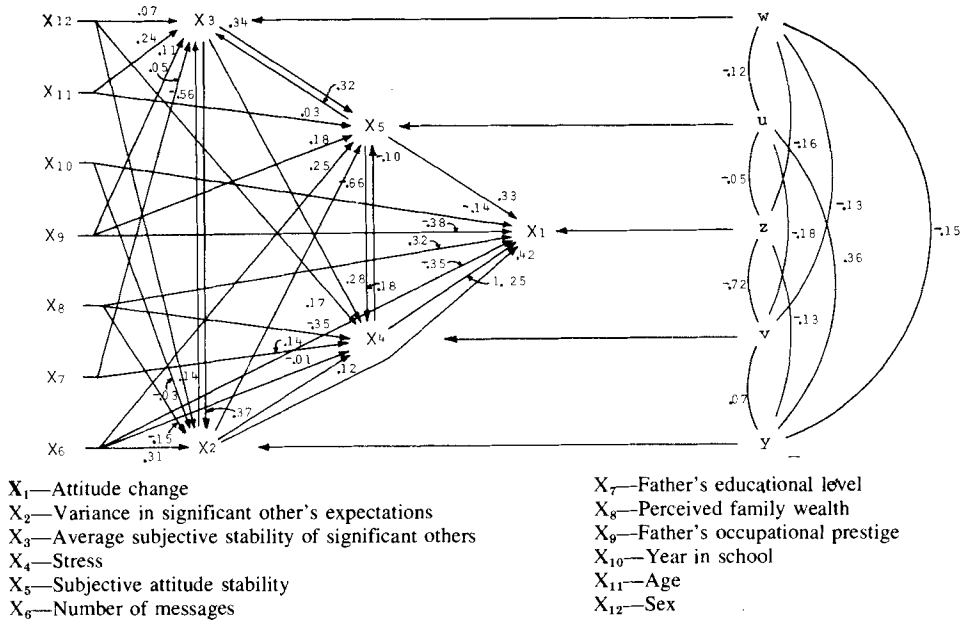 X12 .07 X3 .34 w
.24 .11
.05
X11 -.56 .32 -.12
.03 X5 u
X10 .18 .25 -.10 -.16
-.66 .33 -.05
-.14 -.13
X9 -.38 X1 z -.15
.32 .42 -.18
-.35 .36
X8 .17 .28 .18 1.25 -.72
-.35 X4 v
.14 -.13
X7 -.01 .12
.14 .07
-.03 .37
-.15
X6 .31 X2 y
X1—Attitude change
X2—Variance in significant other's expectations
X3—Average subjective stability of significant others
X4—Stress
X5—Subjective attitude stability
X6—Number of messages
X7—Father's educational level
X8—Perceived family wealth
X9—Father's occupational prestige
X10—Year in school
X11—Age
X12—Sex